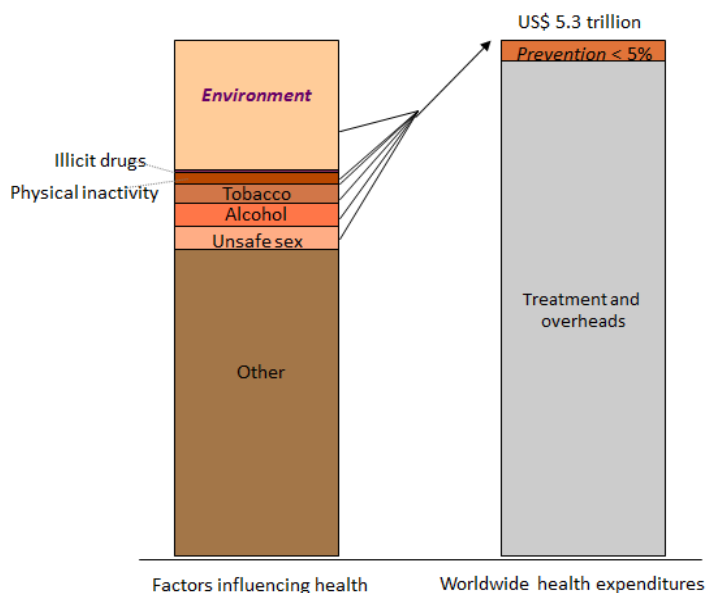 US$ 5.3 trillion
Environment
Prevention < 5%
Illicit drugs
Physical inactivity
Tobacco
Alcohol
Unsafe sex
Treatment and
overheads
Other
Factors influencing health
Worldwide health expenditures